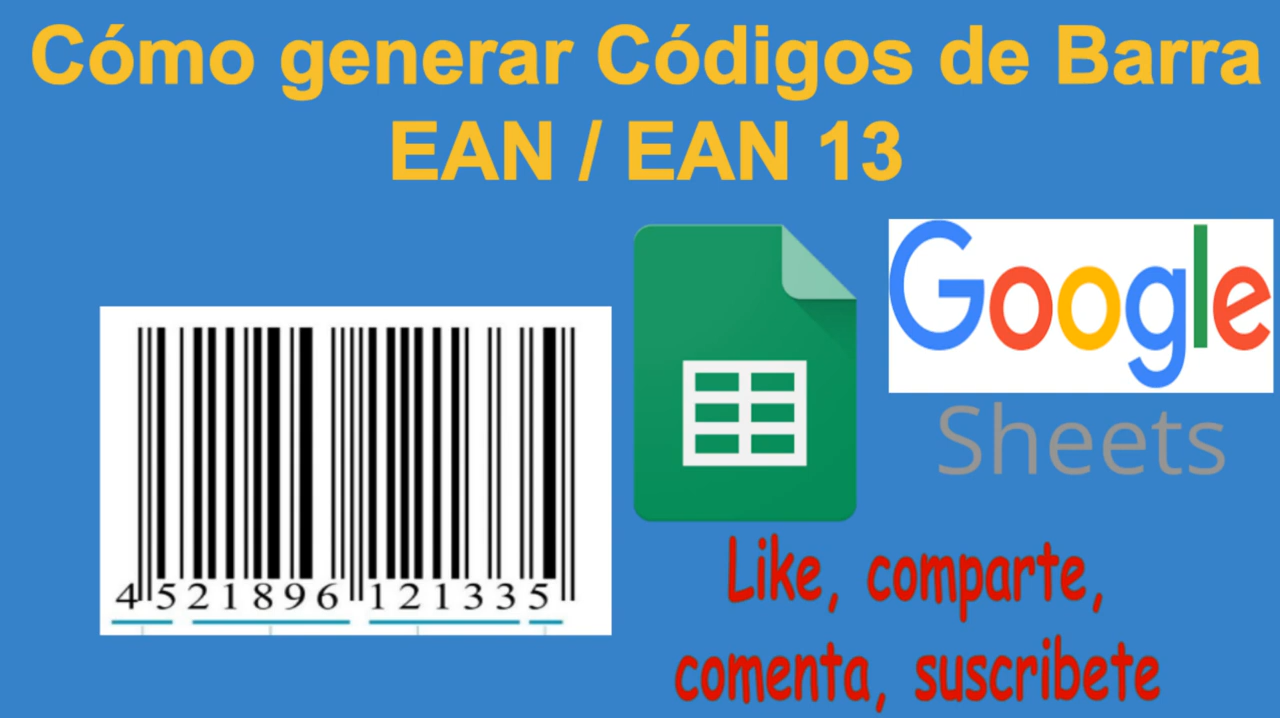 Cómo generar Códigos de Barra
EAN / EAN 13
Google
Sheets
4 521896 121335
Like, comparte,
comenta, suscribete